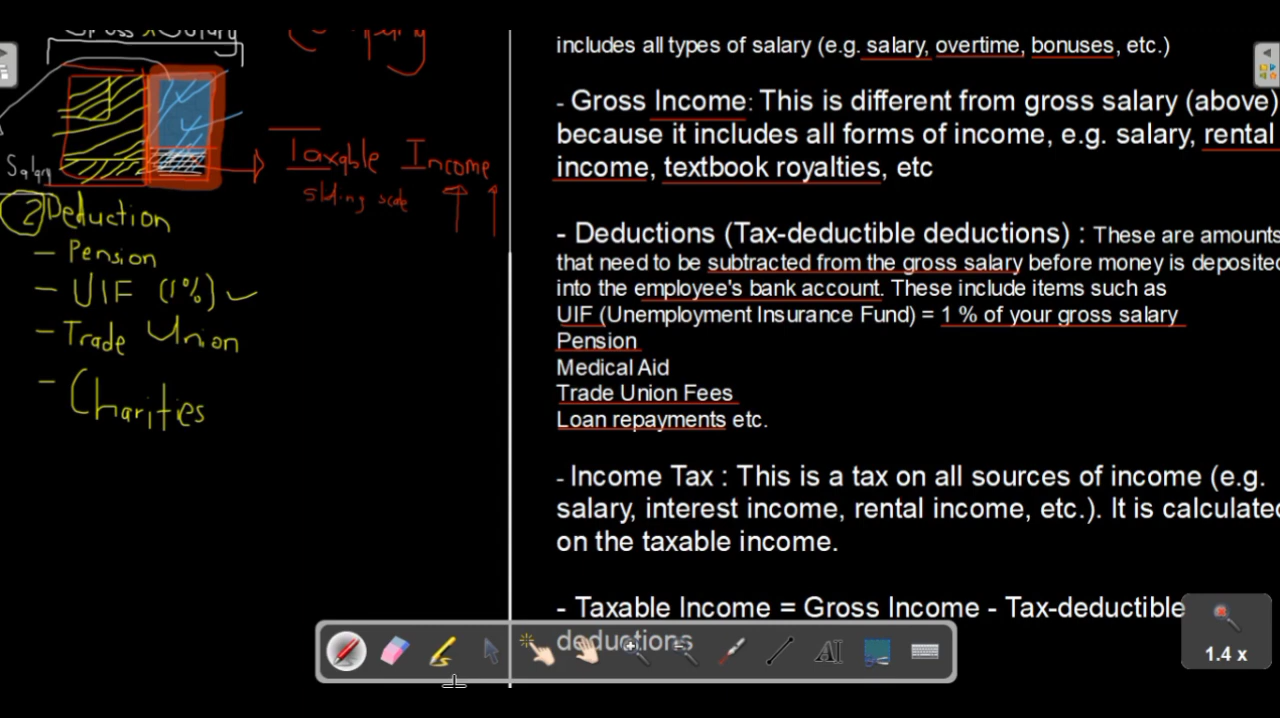 Gross Salary
Salary
Taxable Income
sliding scale
2 Deduction
- Pension
- UIF (1%)
- Trade Union
- Charities
includes all types of salary (e.g. salary, overtime, bonuses, etc.)
- Gross Income: This is different from gross salary (above)
because it includes all forms of income, e.g. salary, rental
income, textbook royalties, etc
- Deductions (Tax-deductible deductions) : These are amounts
that need to be subtracted from the gross salary before money is deposited
into the employee's bank account. These include items such as
UIF (Unemployment Insurance Fund) = 1 % of your gross salary
Pension
Medical Aid
Trade Union Fees
Loan repayments etc.
- Income Tax : This is a tax on all sources of income (e.g.
salary, interest income, rental income, etc.). It is calculated
on the taxable income.
- Taxable Income = Gross Income - Tax-deductible
deductions
1.4 x